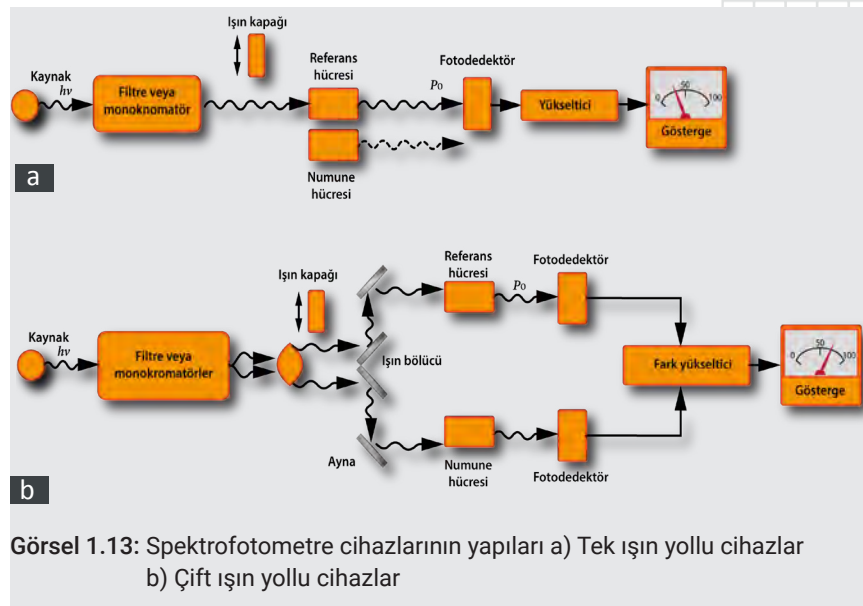 Işın kapağı
Kaynak
hv
Filtre veya
monoknomatör
Referans
hücresi
P0
Fotodedektör
Yükseltici
0
50
100
Gösterge
Numune
hücresi
a
Işın kapağı
Kaynak
hv
Filtre veya
monokromatörler
Işın bölücü
Ayna
Referans
hücresi
P0
Fotodedektör
Numune
hücresi
Fotodedektör
Fark yükseltici
0
50
100
Gösterge
b
Görsel 1.13: Spektrofotometre cihazlarının yapıları a) Tek ışın yollu cihazlar
b) Çift ışın yollu cihazlar